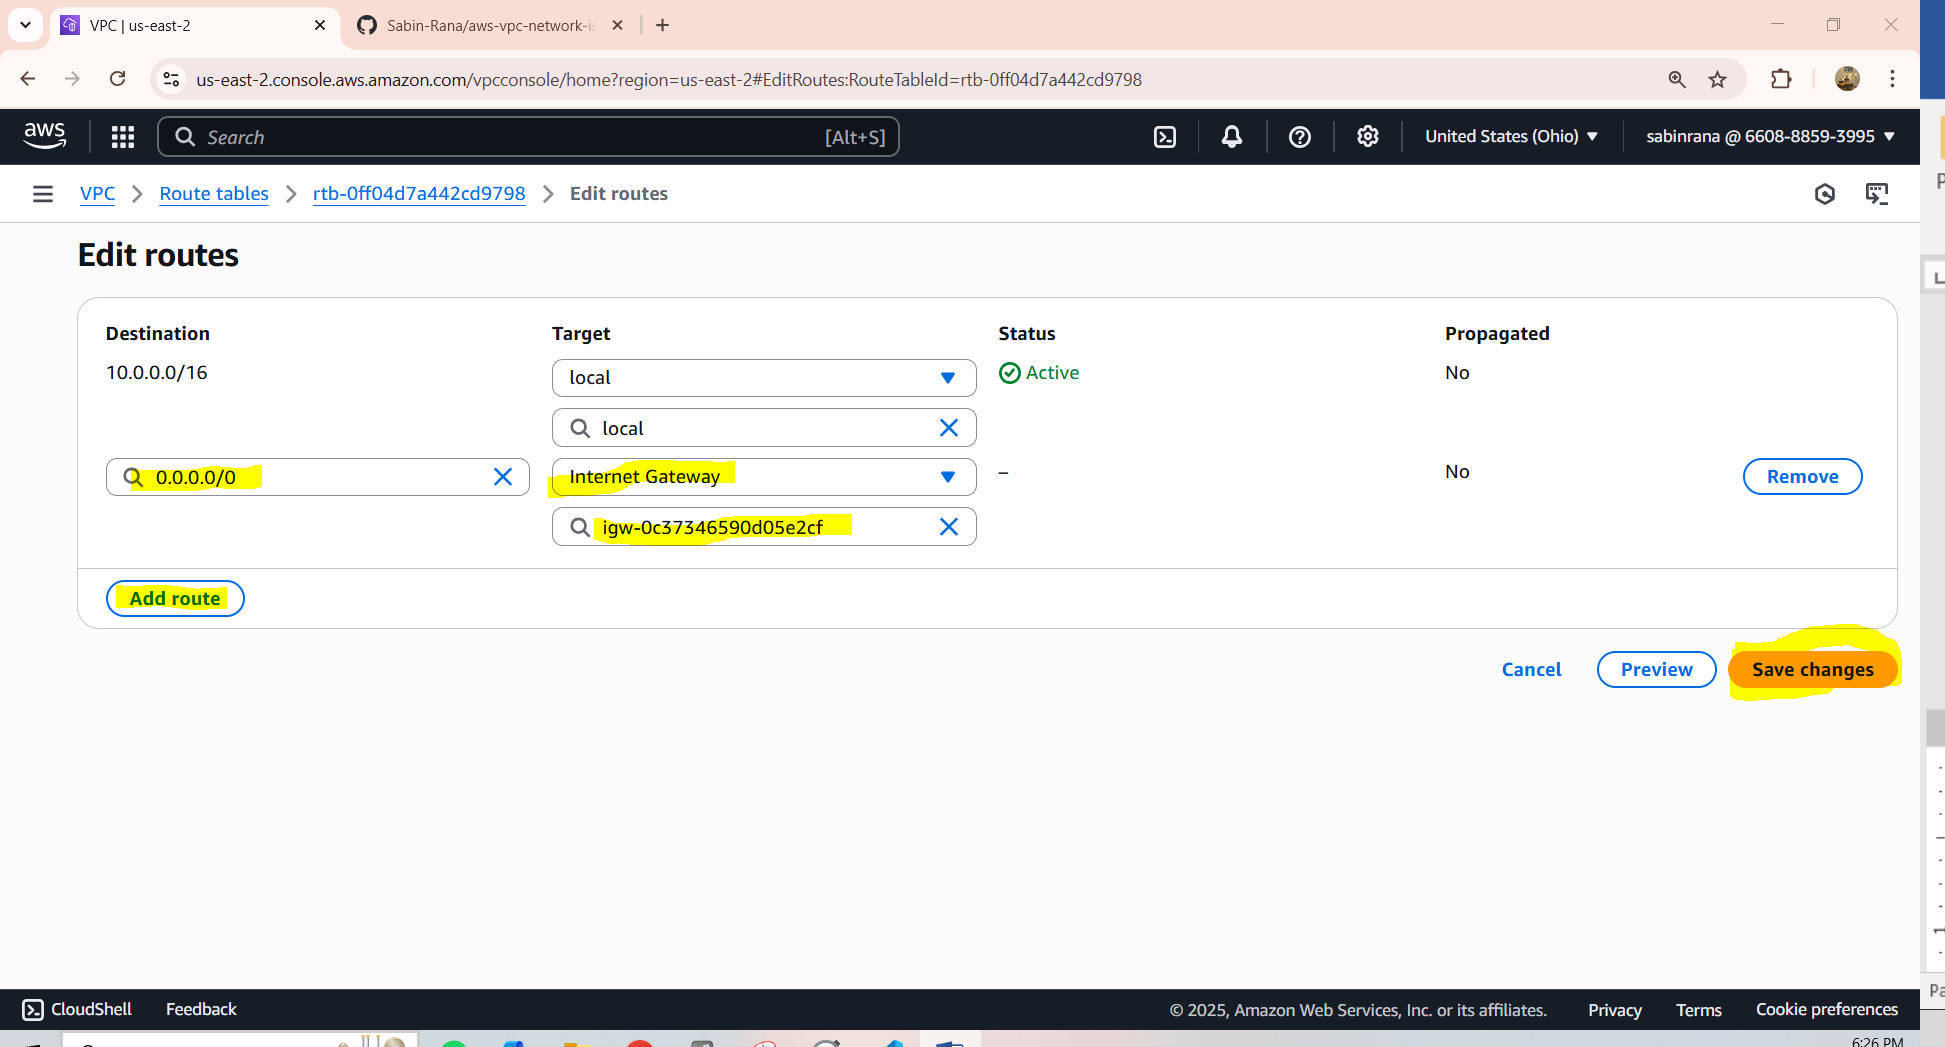 VPC | us-east-2
Sabin-Rana/aws-vpc-network-is
us-east-2.console.aws.amazon.com/vpcconsole/home?region=us-east-2#EditRoutes:RouteTableId=rtb-0ff04d7a442cd9798
aws
Search [Alt+S]
United States (Ohio)
sabinrana @ 6608-8859-3995
VPC
Route tables
rtb-0ff04d7a442cd9798
Edit routes
Edit routes
Destination Target Status Propagated
10.0.0.0/16 local Active No
local
0.0.0.0/0 Internet Gateway – No Remove
igw-0c37346590d05e2cf
Add route
Cancel Preview Save changes
CloudShell Feedback © 2025, Amazon Web Services, Inc. or its affiliates. Privacy Terms Cookie preferences
6:26 PM